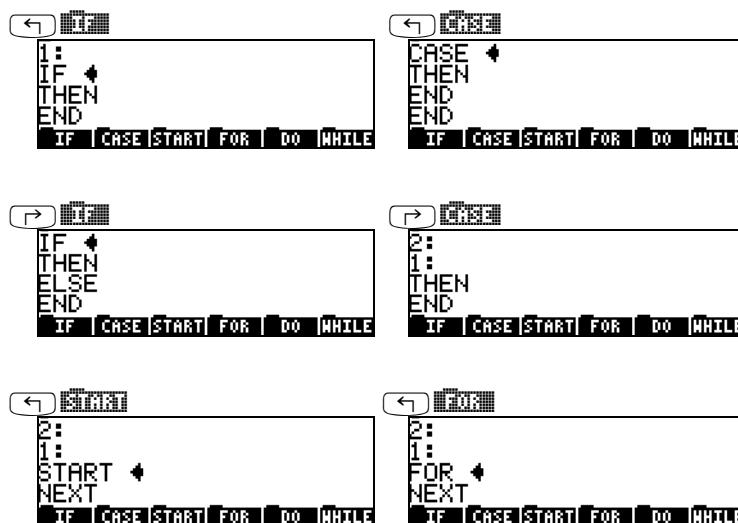 IF
1:
IF
THEN
END
IF CASE START FOR DO WHILE
CASE
CASE
THEN
END
END
IF CASE START FOR DO WHILE
IF
IF
THEN
ELSE
END
IF CASE START FOR DO WHILE
CASE
2:
1:
THEN
END
IF CASE START FOR DO WHILE
START
2:
1:
START
NEXT
IF CASE START FOR DO WHILE
FOR
2:
1:
FOR
NEXT
IF CASE START FOR DO WHILE